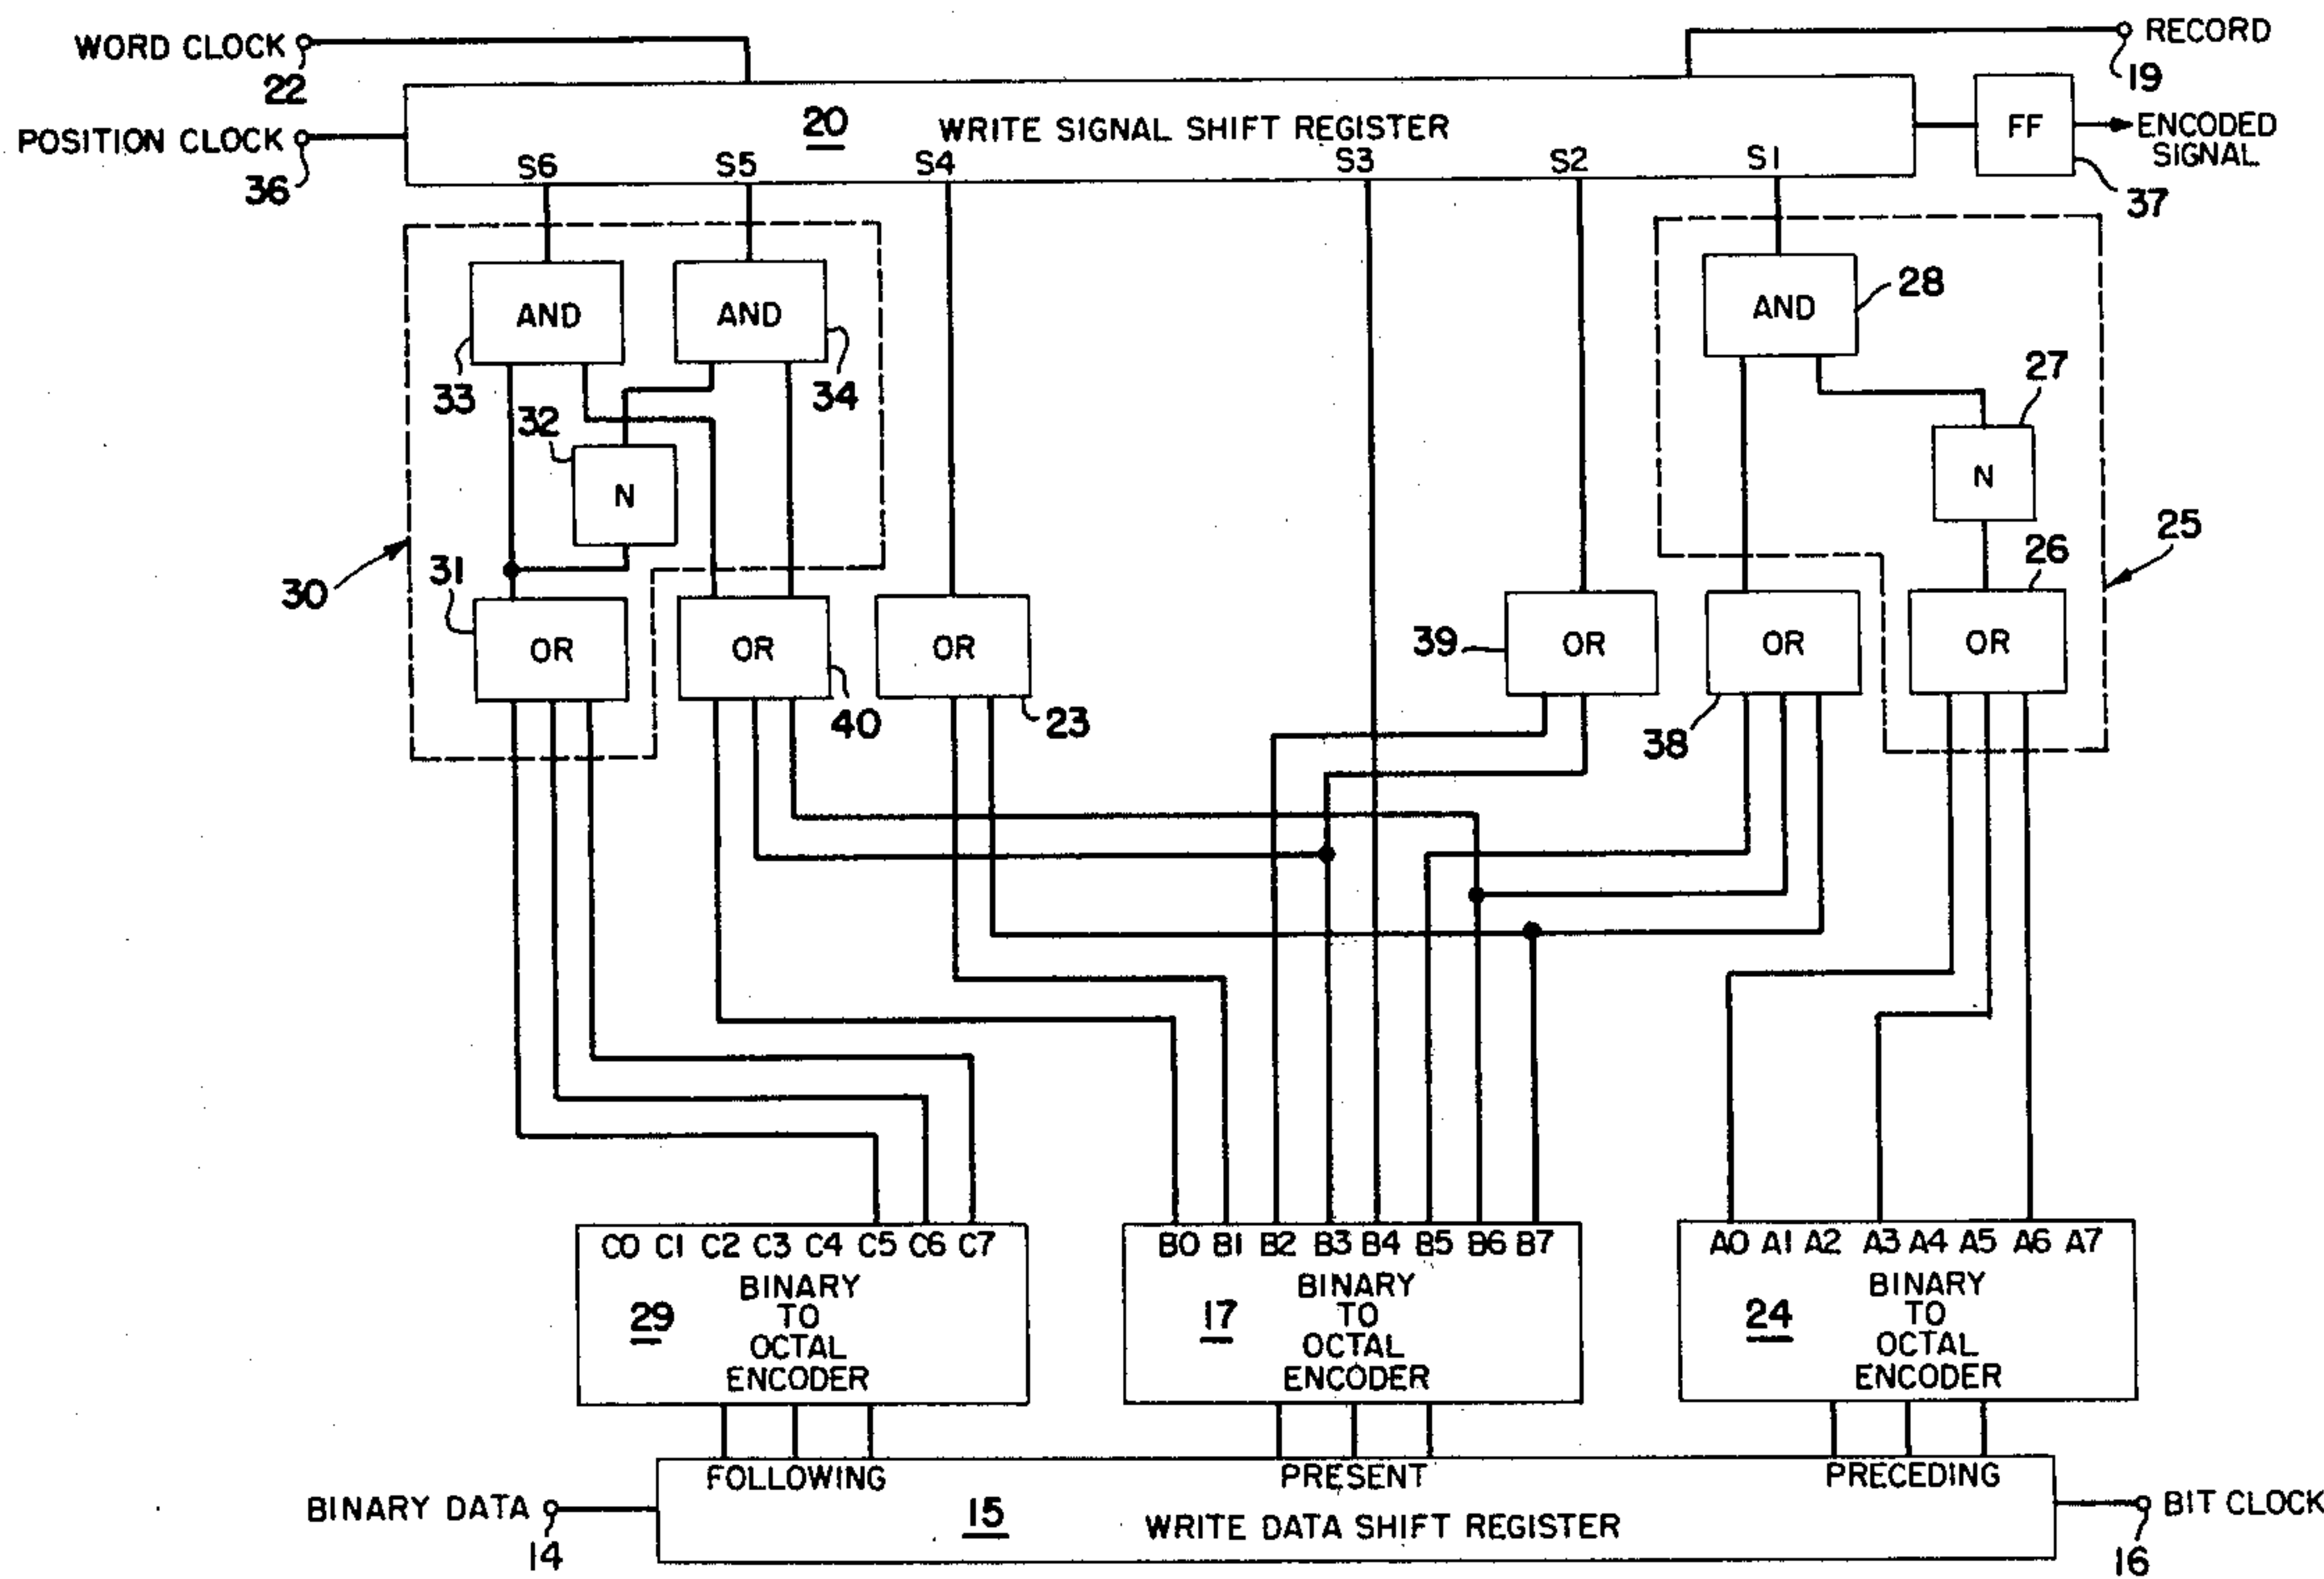 WORD CLOCK
22
RECORD
19
POSITION CLOCK
36
20
WRITE SIGNAL SHIFT REGISTER
S6 S5 S4 S3 S2 S1
FF
ENCODED
SIGNAL
37
AND
33
AND
34
AND
28
32
N
27
N
30
25
31
OR
OR
40
OR
23
39
OR
OR
38
26
OR
C0 C1 C2 C3 C4 C5 C6 C7
29
BINARY
TO
OCTAL
ENCODER
B0 B1 B2 B3 B4 B5 B6 B7
17
BINARY
TO
OCTAL
ENCODER
A0 A1 A2 A3 A4 A5 A6 A7
24
BINARY
TO
OCTAL
ENCODER
FOLLOWING PRESENT PRECEDING
BINARY DATA
14
15
WRITE DATA SHIFT REGISTER
BIT CLOCK
16